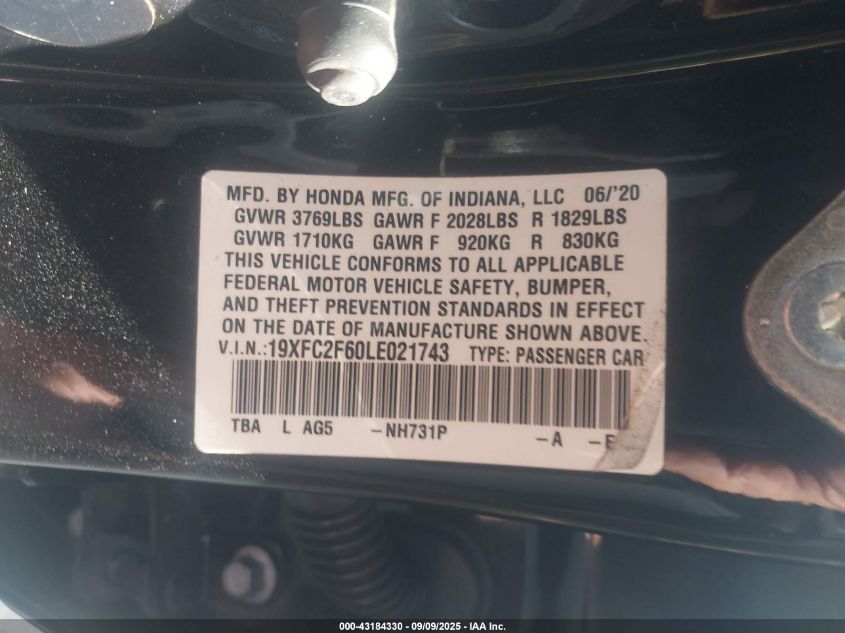 MFD. BY HONDA MFG. OF INDIANA, LLC 06/'20
GVWR 3769LBS GAWR F 2028LBS R 1829LBS
GVWR 1710KG GAWR F 920KG R 830KG
THIS VEHICLE CONFORMS TO ALL APPLICABLE
FEDERAL MOTOR VEHICLE SAFETY, BUMPER,
AND THEFT PREVENTION STANDARDS IN EFFECT
ON THE DATE OF MANUFACTURE SHOWN ABOVE.
V.I.N.:19XFC2F60LE021743 TYPE: PASSENGER CAR
TBA L AG5 -NH731P -A -E
000-43184330 - 09/09/2025 - IAA Inc.